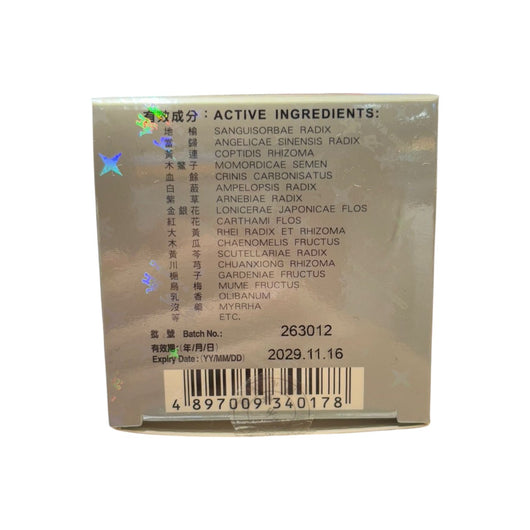 有效成分：ACTIVE INGREDIENTS:
地榆 SANGUISORBAE RADIX
當歸 ANGELICAE SINENSIS RADIX
黃連 COPTIDIS RHIZOMA
木鱉子 MOMORDICAE SEMEN
血餘 CRINIS CARBONISATUS
白蘞 AMPELOPSIS RADIX
紫草 ARNEBIAE RADIX
金銀花 LONICERAE JAPONICAE FLOS
紅花 CARTHAMI FLOS
大黃 RHEI RADIX ET RHIZOMA
木瓜 CHAENOMELIS FRUCTUS
黃芩 SCUTELLARIAE RADIX
川芎 CHUANXIONG RHIZOMA
梔子 GARDENIAE FRUCTUS
烏梅 MUME FRUCTUS
乳香 OLIBANUM
沒藥 MYRRHA
等 ETC.
批號 Batch No.: 263012
有效期：(年/月/日)
Expiry Date: (YY/MM/DD) 2029.11.16
4 897009 340178